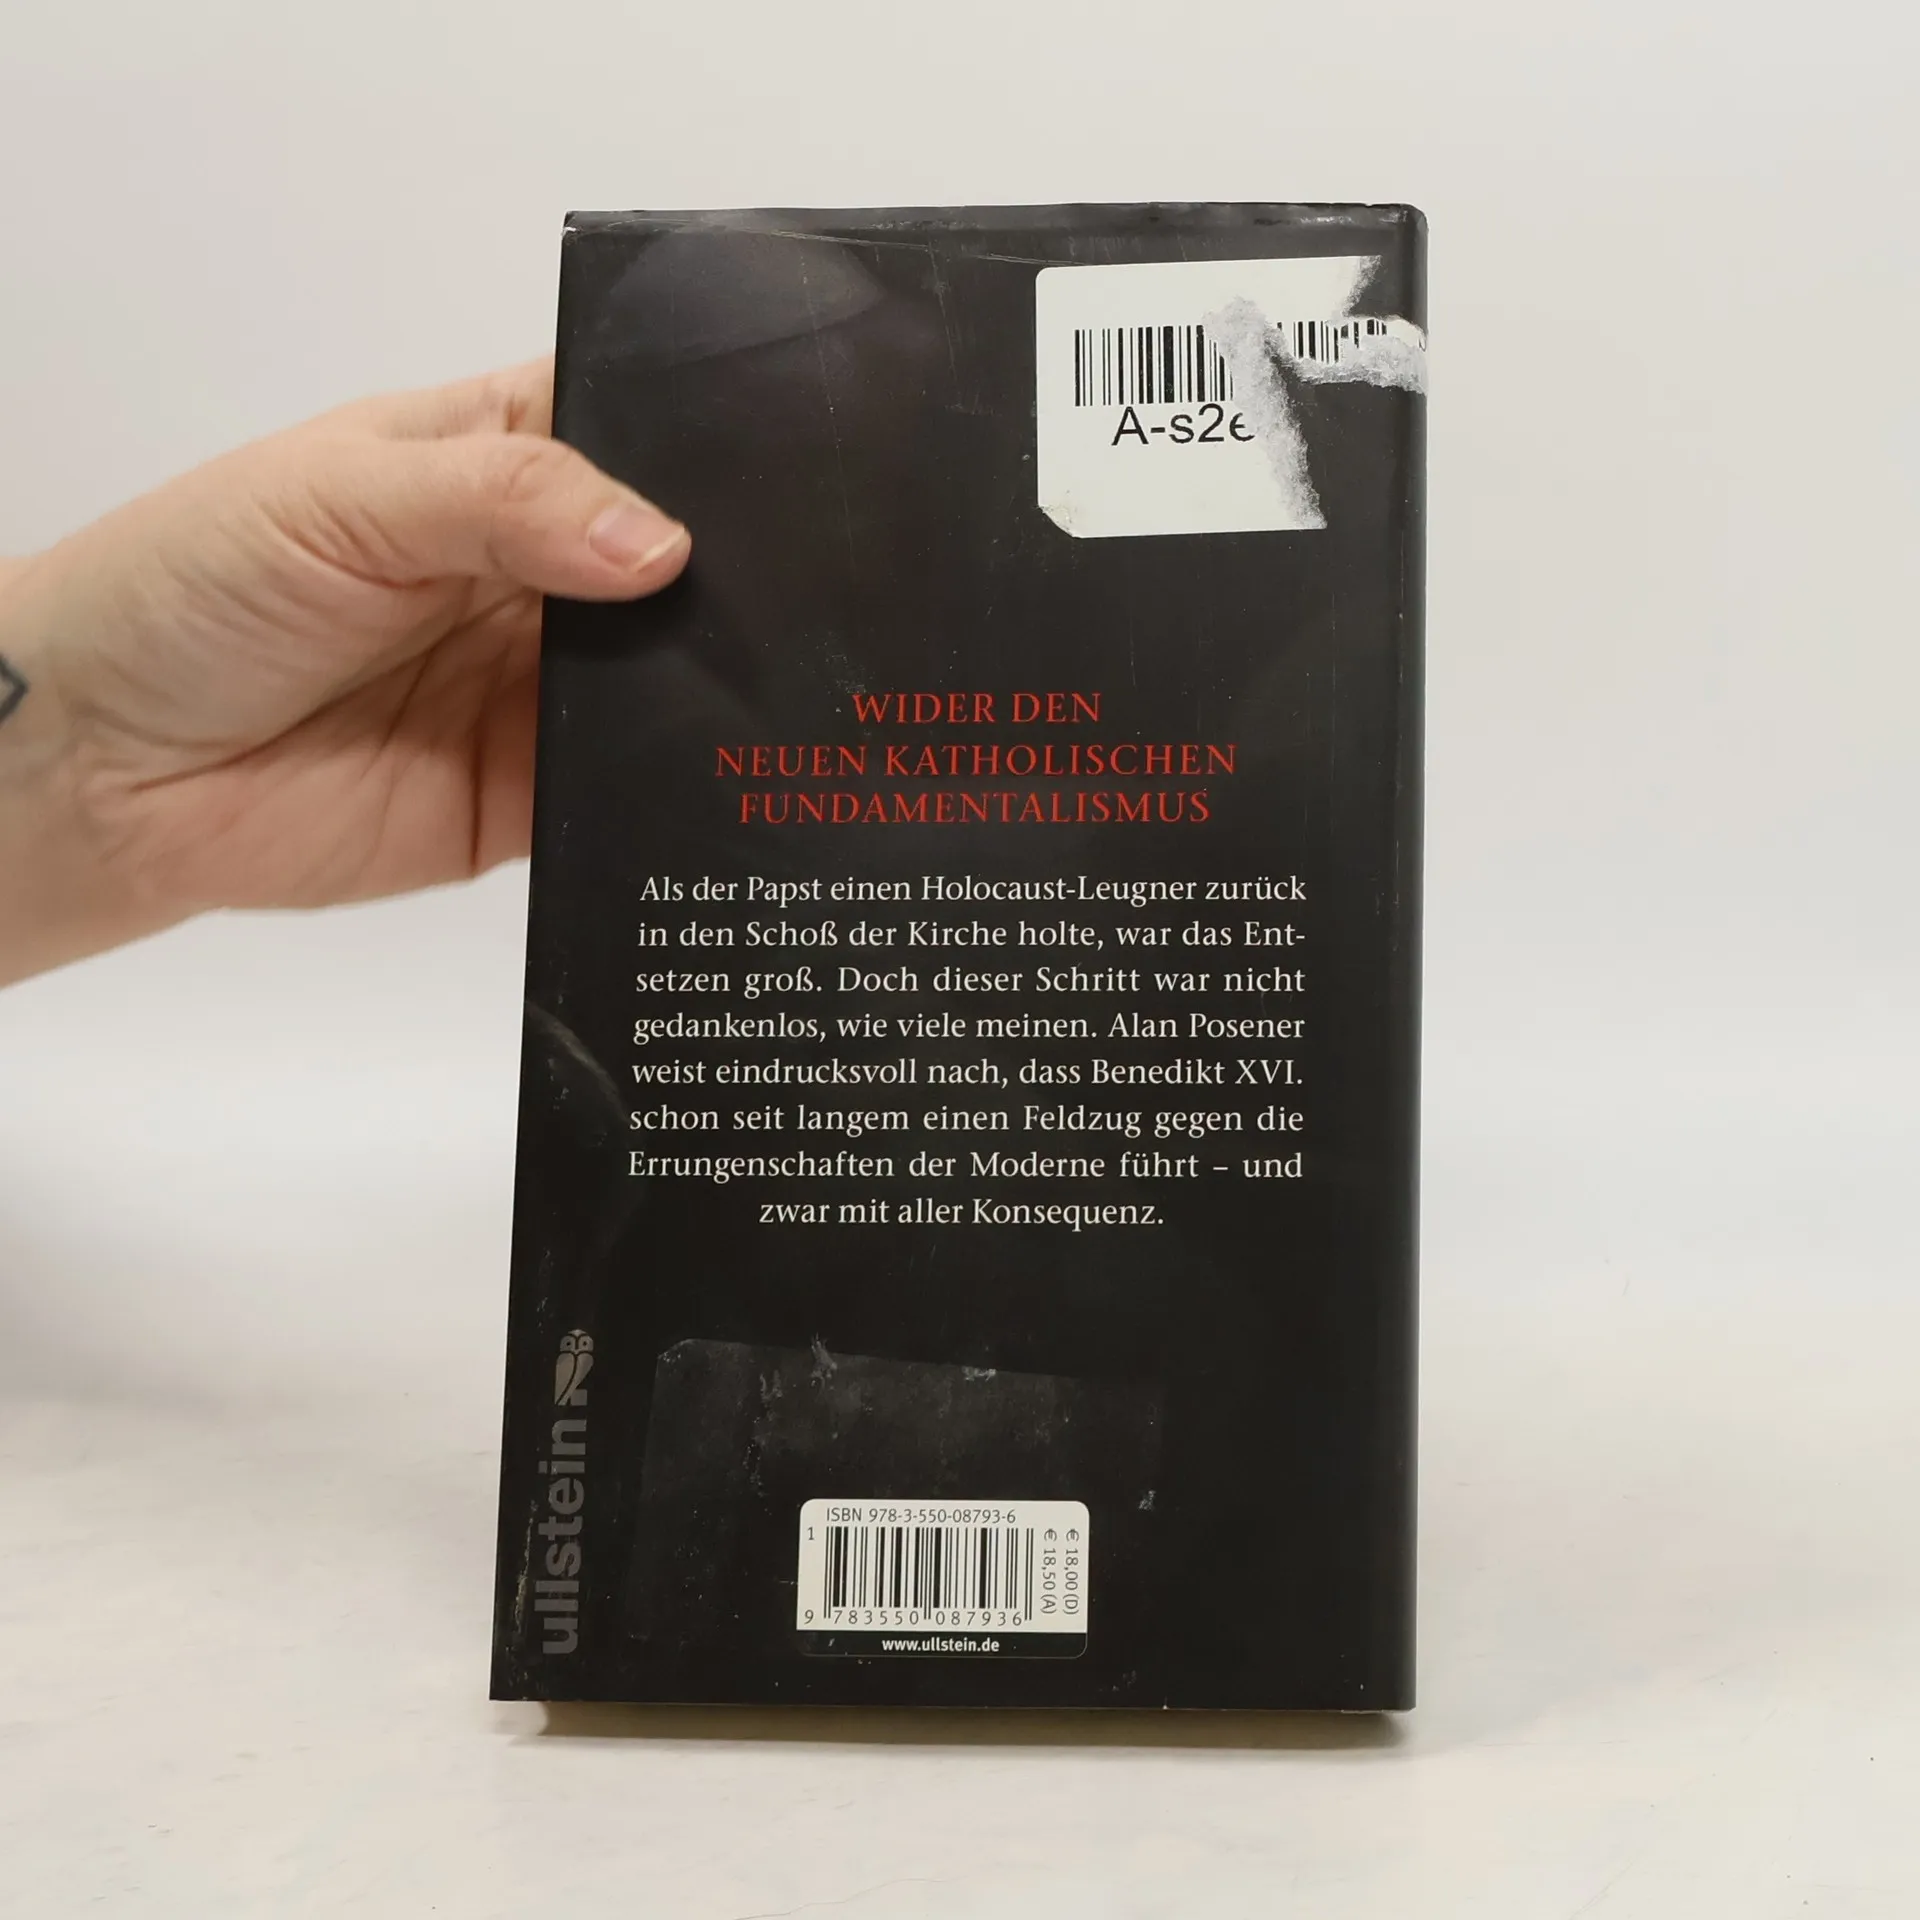 A-s2
WIDER DEN
NEUEN KATHOLISCHEN
FUNDAMENTALISMUS
Als der Papst einen Holocaust-Leugner zurück
in den Schoß der Kirche holte, war das Ent-
setzen groß. Doch dieser Schritt war nicht
gedankenlos, wie viele meinen. Alan Posener
weist eindrucksvoll nach, dass Benedikt XVI.
schon seit langem einen Feldzug gegen die
Errungenschaften der Moderne führt – und
zwar mit aller Konsequenz.
ullstein
ISBN 978-3-550-08793-6
1
€ 18,00 (D)
€ 18,50 (A)
9 783550 087936
www.ullstein.de